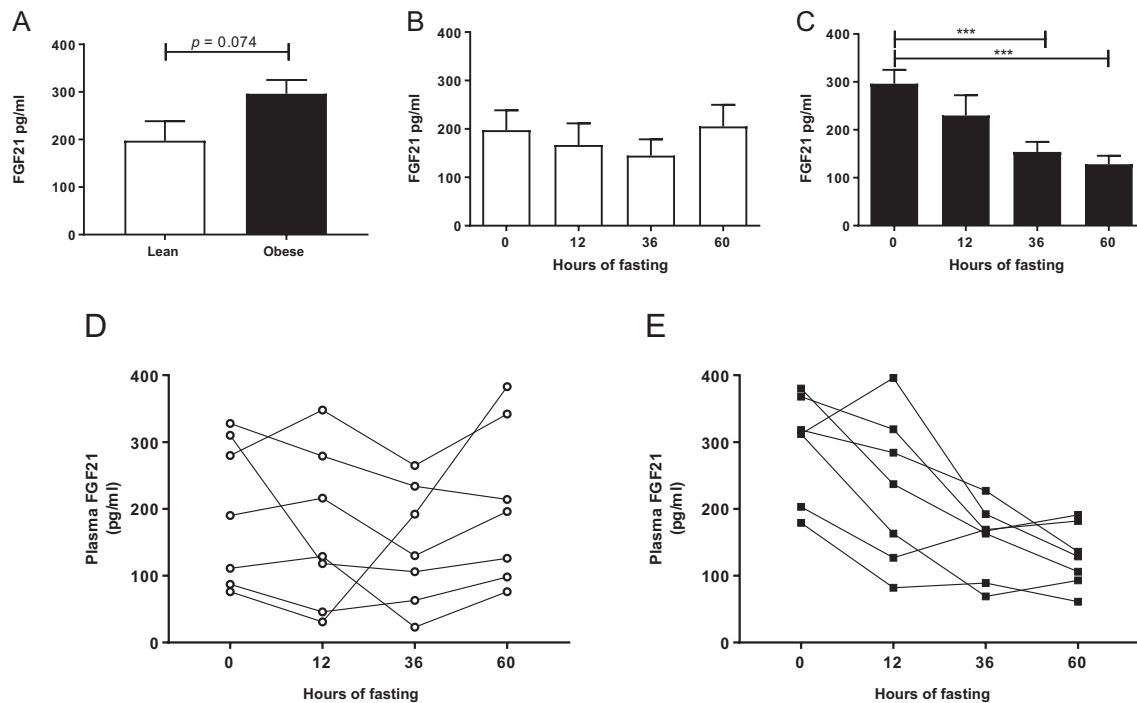 A
400
300
200
100
0
FGF21 pg/ml
p = 0.074
Lean Obese
B
400
300
200
100
0
FGF21 pg/ml
0 12 36 60
Hours of fasting
C
400
300
200
100
0
FGF21 pg/ml
***
***
0 12 36 60
Hours of fasting
D
400
300
200
100
0
Plasma FGF21
(pg/ml)
0 12 36 60
Hours of fasting
E
400
300
200
100
0
Plasma FGF21
(pg/ml)
0 12 36 60
Hours of fasting